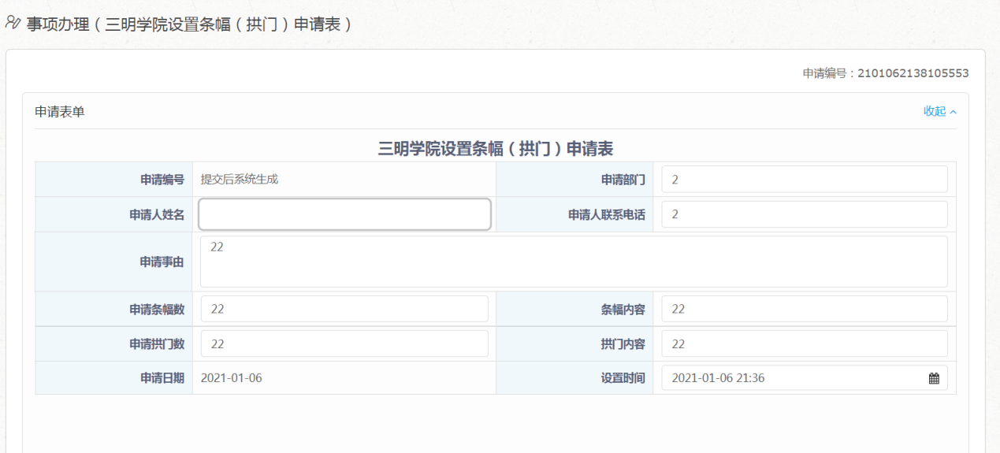 事项办理（三明学院设置条幅（拱门）申请表）
申请编号：2101062138105553
申请表单 收起
三明学院设置条幅（拱门）申请表
申请编号 提交后系统生成 申请部门 2
申请人姓名 申请人联系电话 2
申请事由 22
申请条幅数 22 条幅内容 22
申请拱门数 22 拱门内容 22
申请日期 2021-01-06 设置时间 2021-01-06 21:36